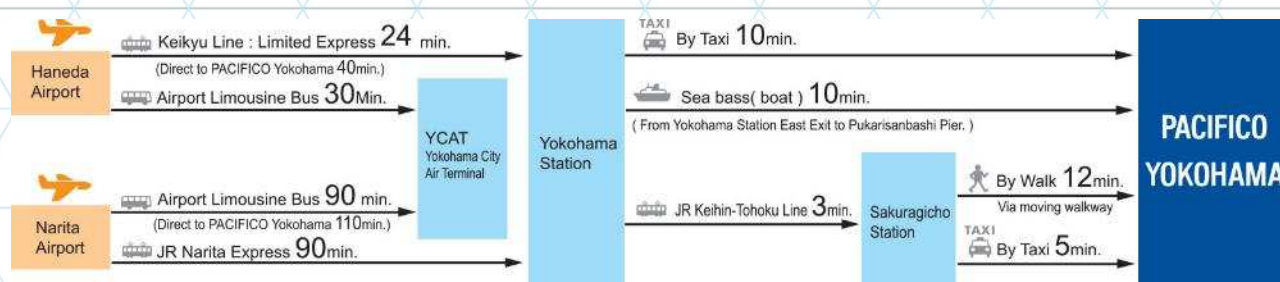 Haneda
Airport
Keikyu Line : Limited Express 24 min.
(Direct to PACIFICO Yokohama 40min.)
Airport Limousine Bus 30Min.
Narita
Airport
Airport Limousine Bus 90 min.
(Direct to PACIFICO Yokohama 110min.)
JR Narita Express 90min.
YCAT
Yokohama City
Air Terminal
Yokohama
Station
TAXI
By Taxi 10min.
Sea bass( boat ) 10min.
( From Yokohama Station East Exit to Pukarisanbashi Pier. )
JR Keihin-Tohoku Line 3min.
Sakuragicho
Station
By Walk 12min.
Via moving walkway
TAXI
By Taxi 5min.
PACIFICO
YOKOHAMA